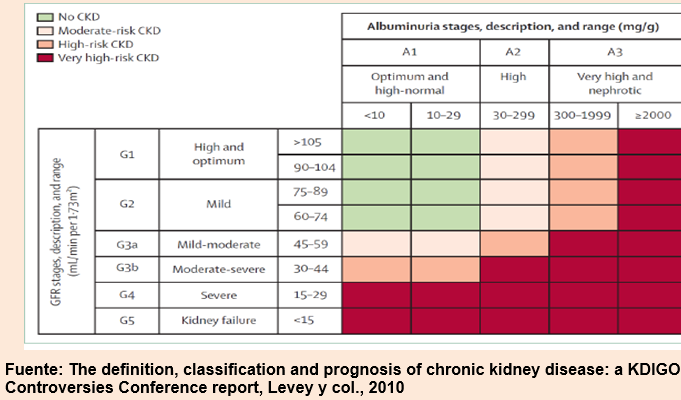 No CKD
Moderate-risk CKD
High-risk CKD
Very high-risk CKD
Albuminuria stages, description, and range (mg/g)
A1 A2 A3
Optimum and high-normal High Very high and nephrotic
<10 10–29 30–299 300–1999 ≥2000
GFR stages, description, and range (mL/min per 1·73m²)
G1 High and optimum >105
90–104
G2 Mild 75–89
60–74
G3a Mild-moderate 45–59
G3b Moderate-severe 30–44
G4 Severe 15–29
G5 Kidney failure <15
Fuente: The definition, classification and prognosis of chronic kidney disease: a KDIGO
Controversies Conference report, Levey y col., 2010